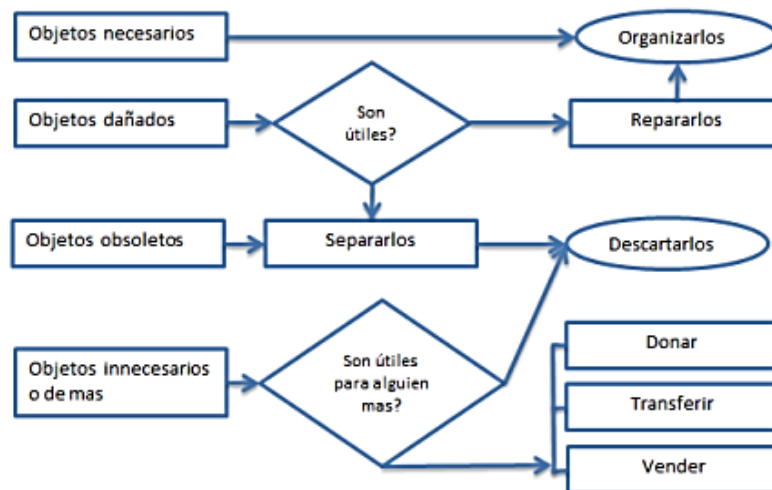 Objetos necesarios
Organizarlos
Objetos dañados
Son
útiles?
Repararlos
Objetos obsoletos
Separarlos
Descartarlos
Objetos innecesarios
o de mas
Son útiles
para alguien
mas?
Donar
Transferir
Vender